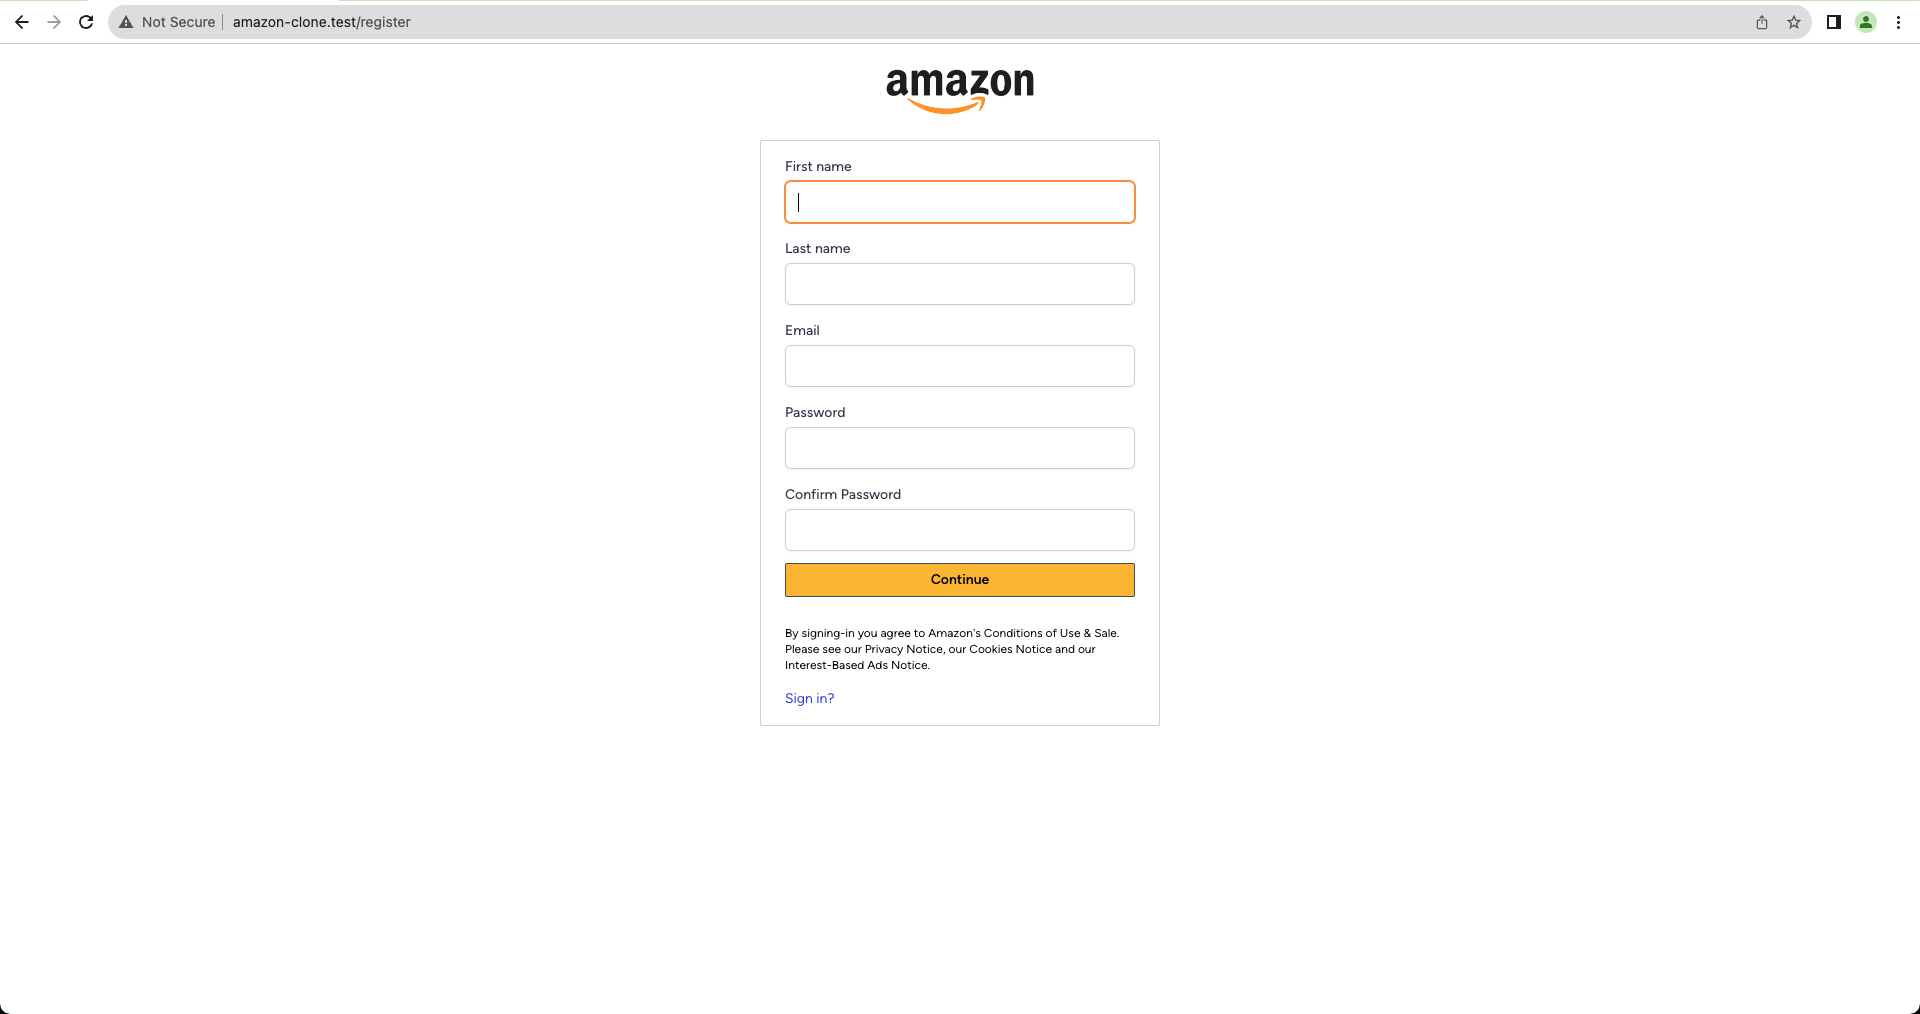 Not Secure | amazon-clone.test/register
amazon
First name
Last name
Email
Password
Confirm Password
Continue
By signing-in you agree to Amazon's Conditions of Use & Sale.
Please see our Privacy Notice, our Cookies Notice and our
Interest-Based Ads Notice.
Sign in?